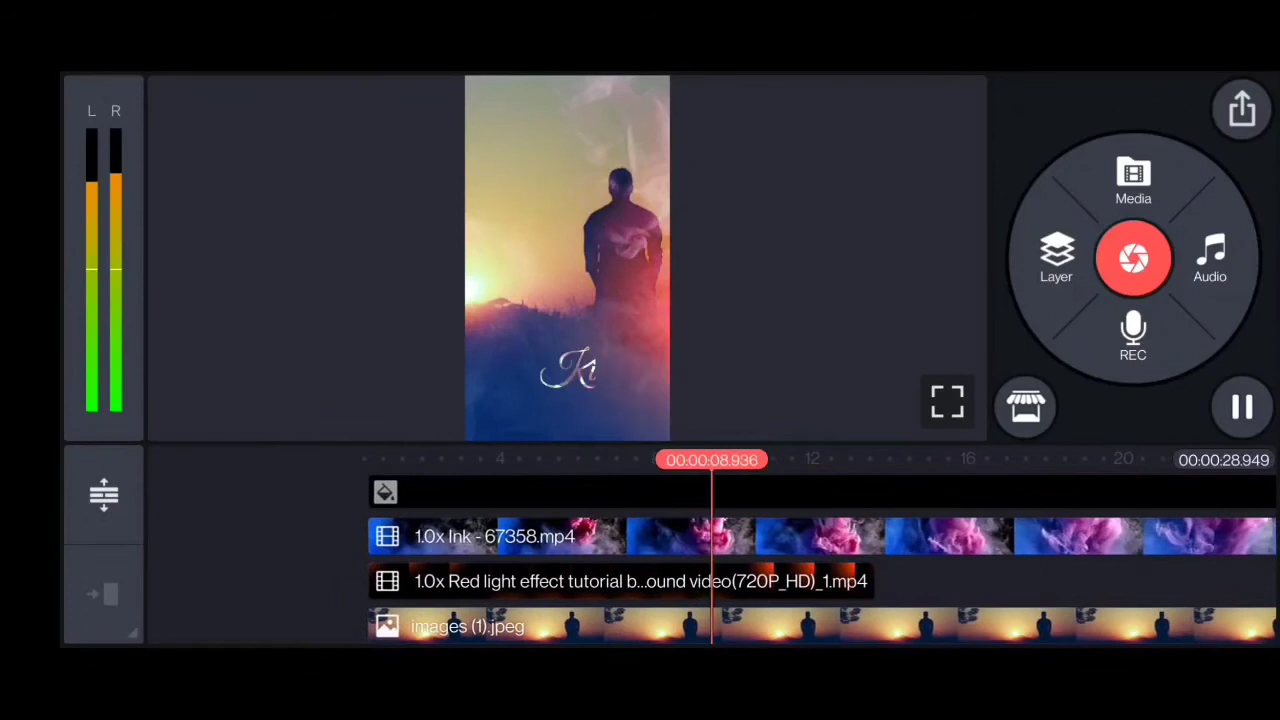 L R
Media
Layer
Audio
REC
Ki
4
00:00:08.936
12
16
20
00:00:28.949
1.0x Ink - 67358.mp4
1.0x Red light effect tutorial b...ound video(720P_HD)_1.mp4
images (1).jpeg